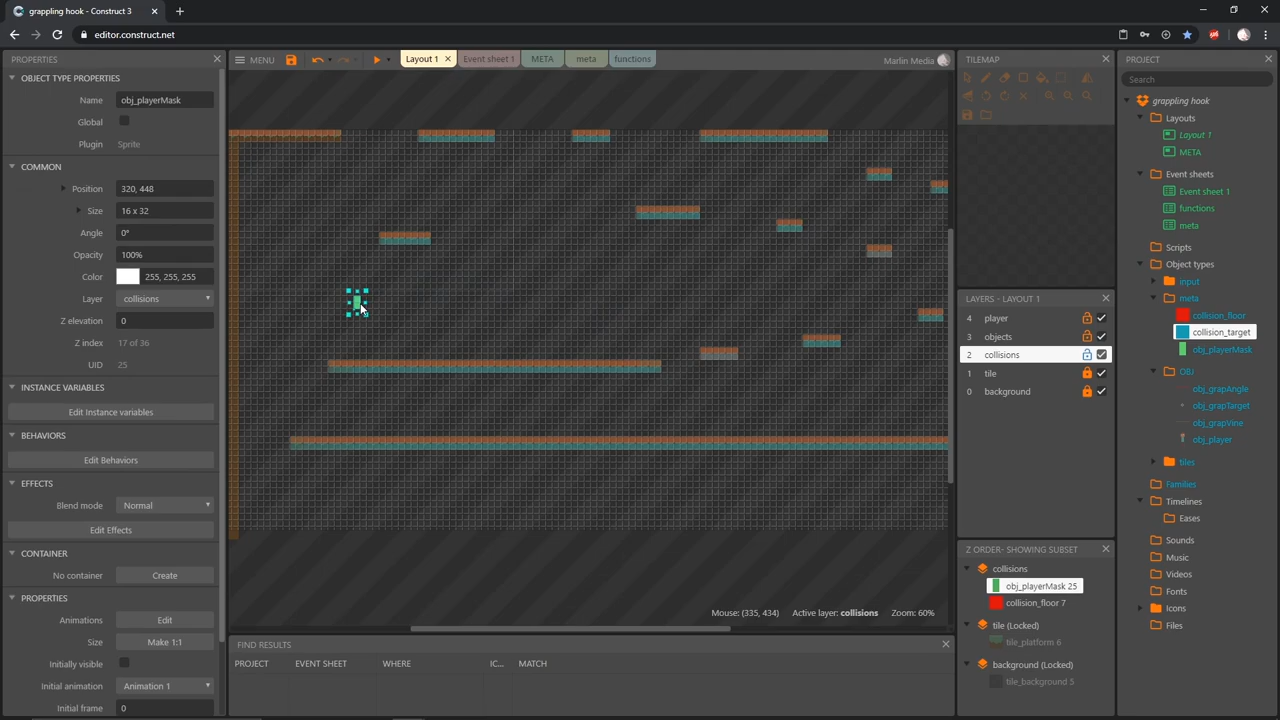 grappling hook - Construct 3
editor.construct.net
PROPERTIES
OBJECT TYPE PROPERTIES
Name obj_playerMask
Global
Plugin Sprite
COMMON
Position 320, 448
Size 16 x 32
Angle 0°
Opacity 100%
Color 255, 255, 255
Layer collisions
Z elevation 0
Z index 17 of 36
UID 25
INSTANCE VARIABLES
Edit Instance variables
BEHAVIORS
Edit Behaviors
EFFECTS
Blend mode Normal
Edit Effects
CONTAINER
No container Create
PROPERTIES
Animations Edit
Size Make 1:1
Initially visible
Initial animation Animation 1
Initial frame 0
MENU
Layout 1
Event sheet 1
META
meta
functions
Marlin Media
Mouse: (335, 434) Active layer: collisions Zoom: 60%
FIND RESULTS
PROJECT EVENT SHEET WHERE IC... MATCH
TILEMAP
LAYERS - LAYOUT 1
4 player
3 objects
2 collisions
1 tile
0 background
Z ORDER- SHOWING SUBSET
collisions
obj_playerMask 25
collision_floor 7
tile (Locked)
tile_platform 6
background (Locked)
tile_background 5
PROJECT
Search
grappling hook
Layouts
Layout 1
META
Event sheets
Event sheet 1
functions
meta
Scripts
Object types
input
meta
collision_floor
collision_target
obj_playerMask
OBJ
obj_grapAngle
obj_grapTarget
obj_grapVine
obj_player
tiles
Families
Timelines
Eases
Sounds
Music
Videos
Fonts
Icons
Files